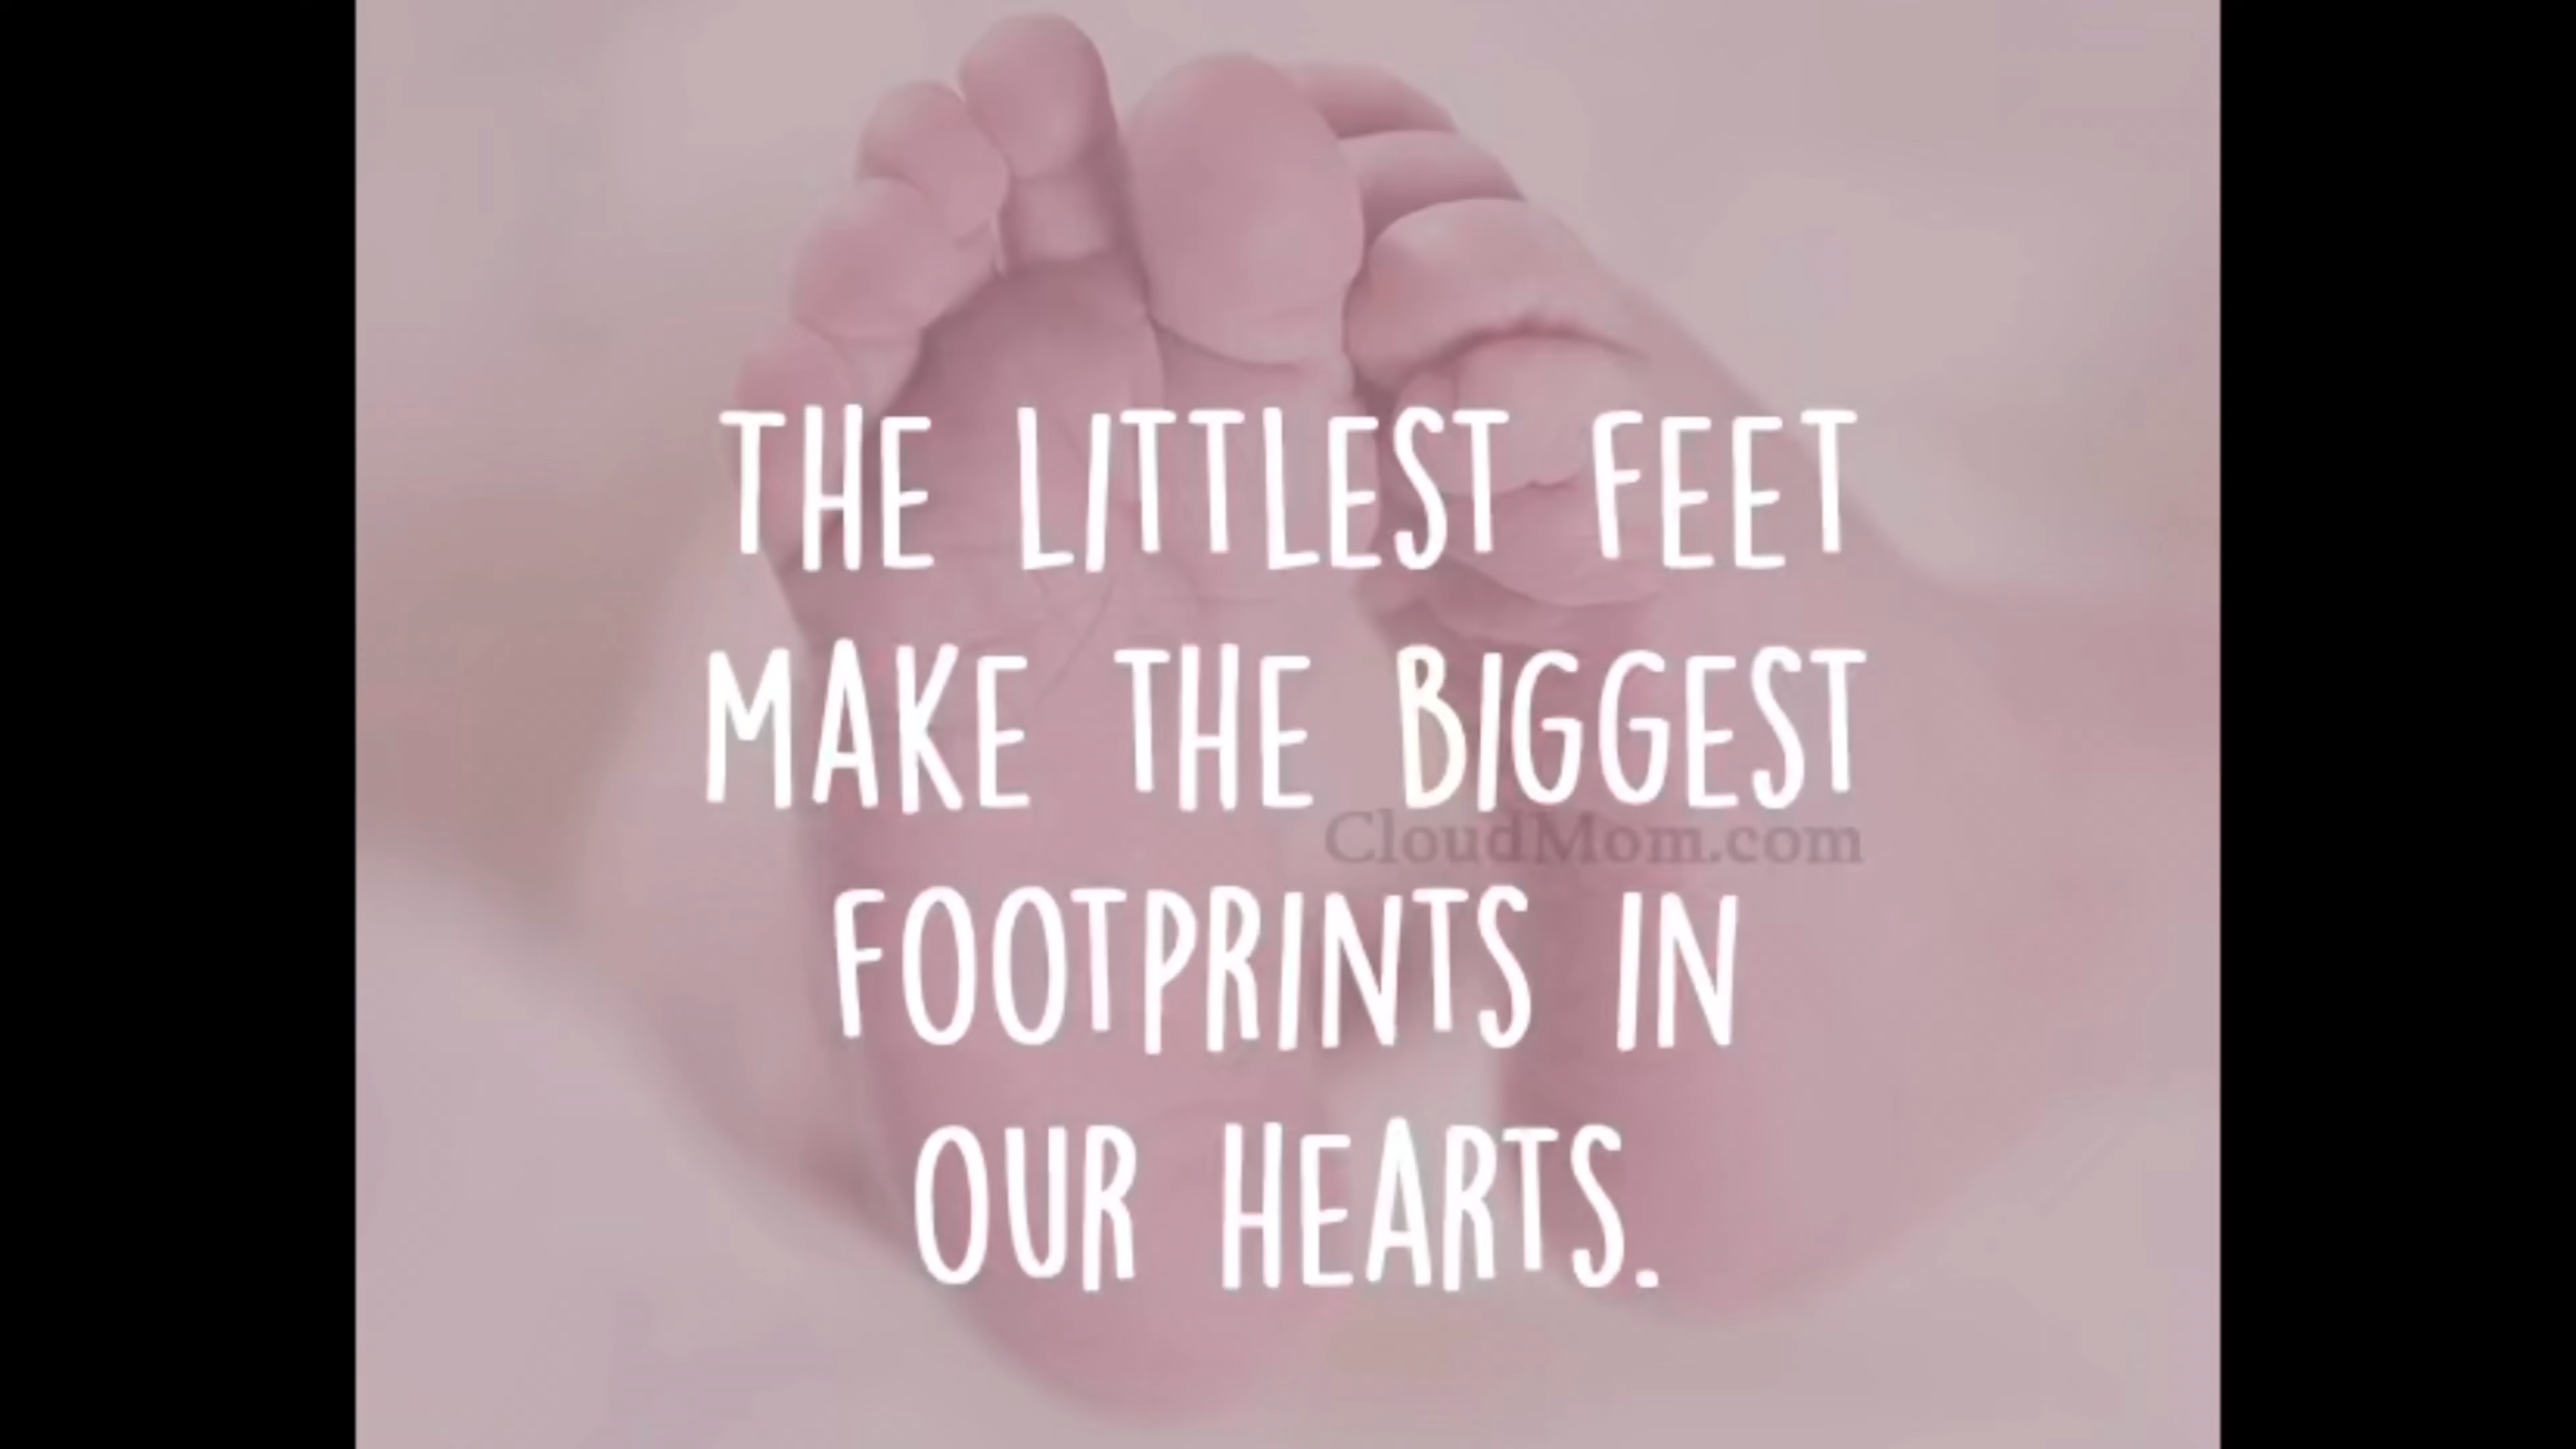 THE LITTLEST FEET
MAKE THE BIGGEST
CloudMom.com
FOOTPRINTS IN
OUR HEARTS.